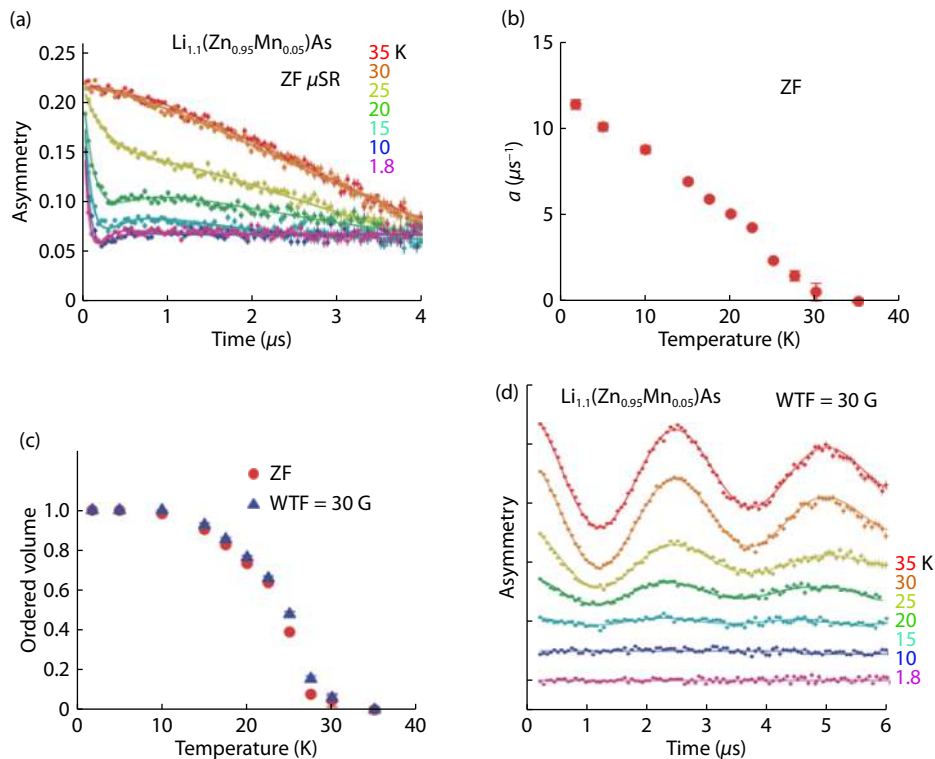 (a)
Li1.1(Zn0.95Mn0.05)As
ZF μSR
35 K
30
25
20
15
10
1.8
0.25
0.20
0.15
0.10
0.05
0
Asymmetry
0 1 2 3 4
Time (μs)
(b)
ZF
15
10
5
0
a (μs−1)
0 10 20 30 40
Temperature (K)
(c)
ZF
WTF = 30 G
1.0
0.8
0.6
0.4
0.2
0
Ordered volume
0 10 20 30 40
Temperature (K)
(d)
Li1.1(Zn0.95Mn0.05)As WTF = 30 G
Asymmetry
35 K
30
25
20
15
10
1.8
0 1 2 3 4 5 6
Time (μs)